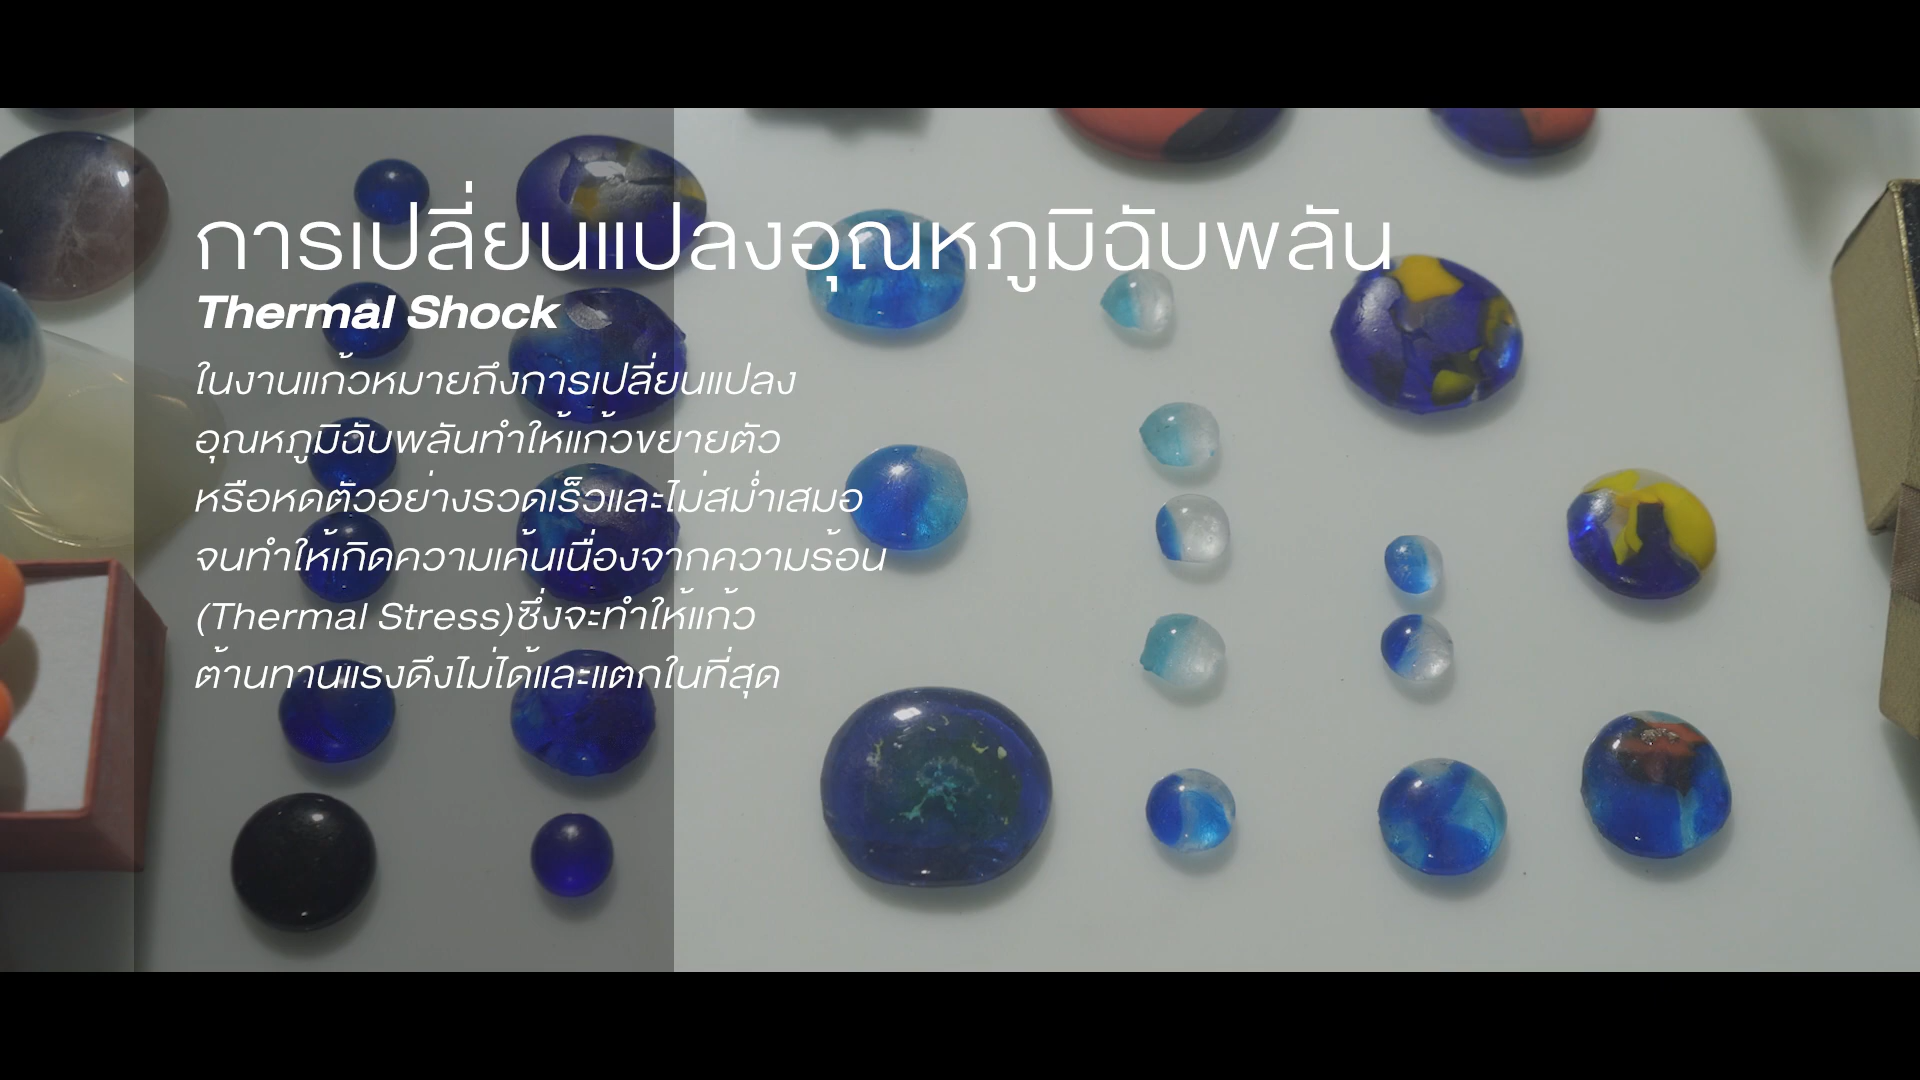 การเปลี่ยนแปลงอุณหภูมิฉับพลัน
Thermal Shock
ในงานแก้วหมายถึงการเปลี่ยนแปลง
อุณหภูมิฉับพลันทำให้แก้วขยายตัว
หรือหดตัวอย่างรวดเร็วและไม่สม่ำเสมอ
จนทำให้เกิดความเค้นเนื่องจากความร้อน
(Thermal Stress)ซึ่งจะทำให้แก้ว
ต้านทานแรงดึงไม่ได้และแตกในที่สุด